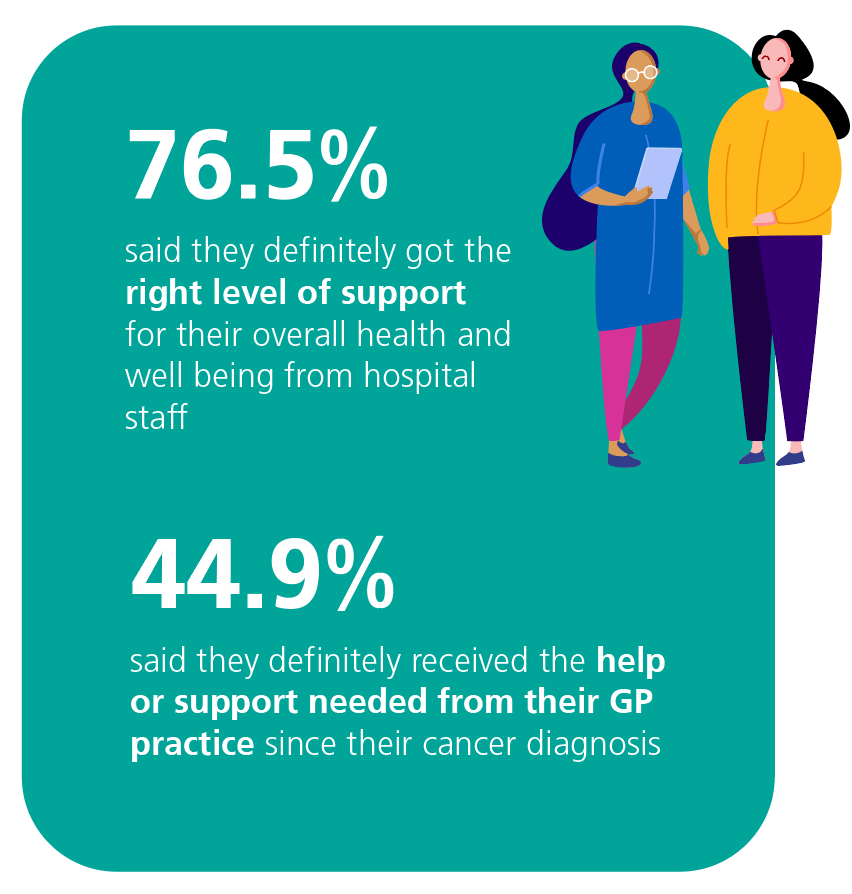 76.5%
said they definitely got the
right level of support
for their overall health and
well being from hospital
staff
44.9%
said they definitely received the help
or support needed from their GP
practice since their cancer diagnosis